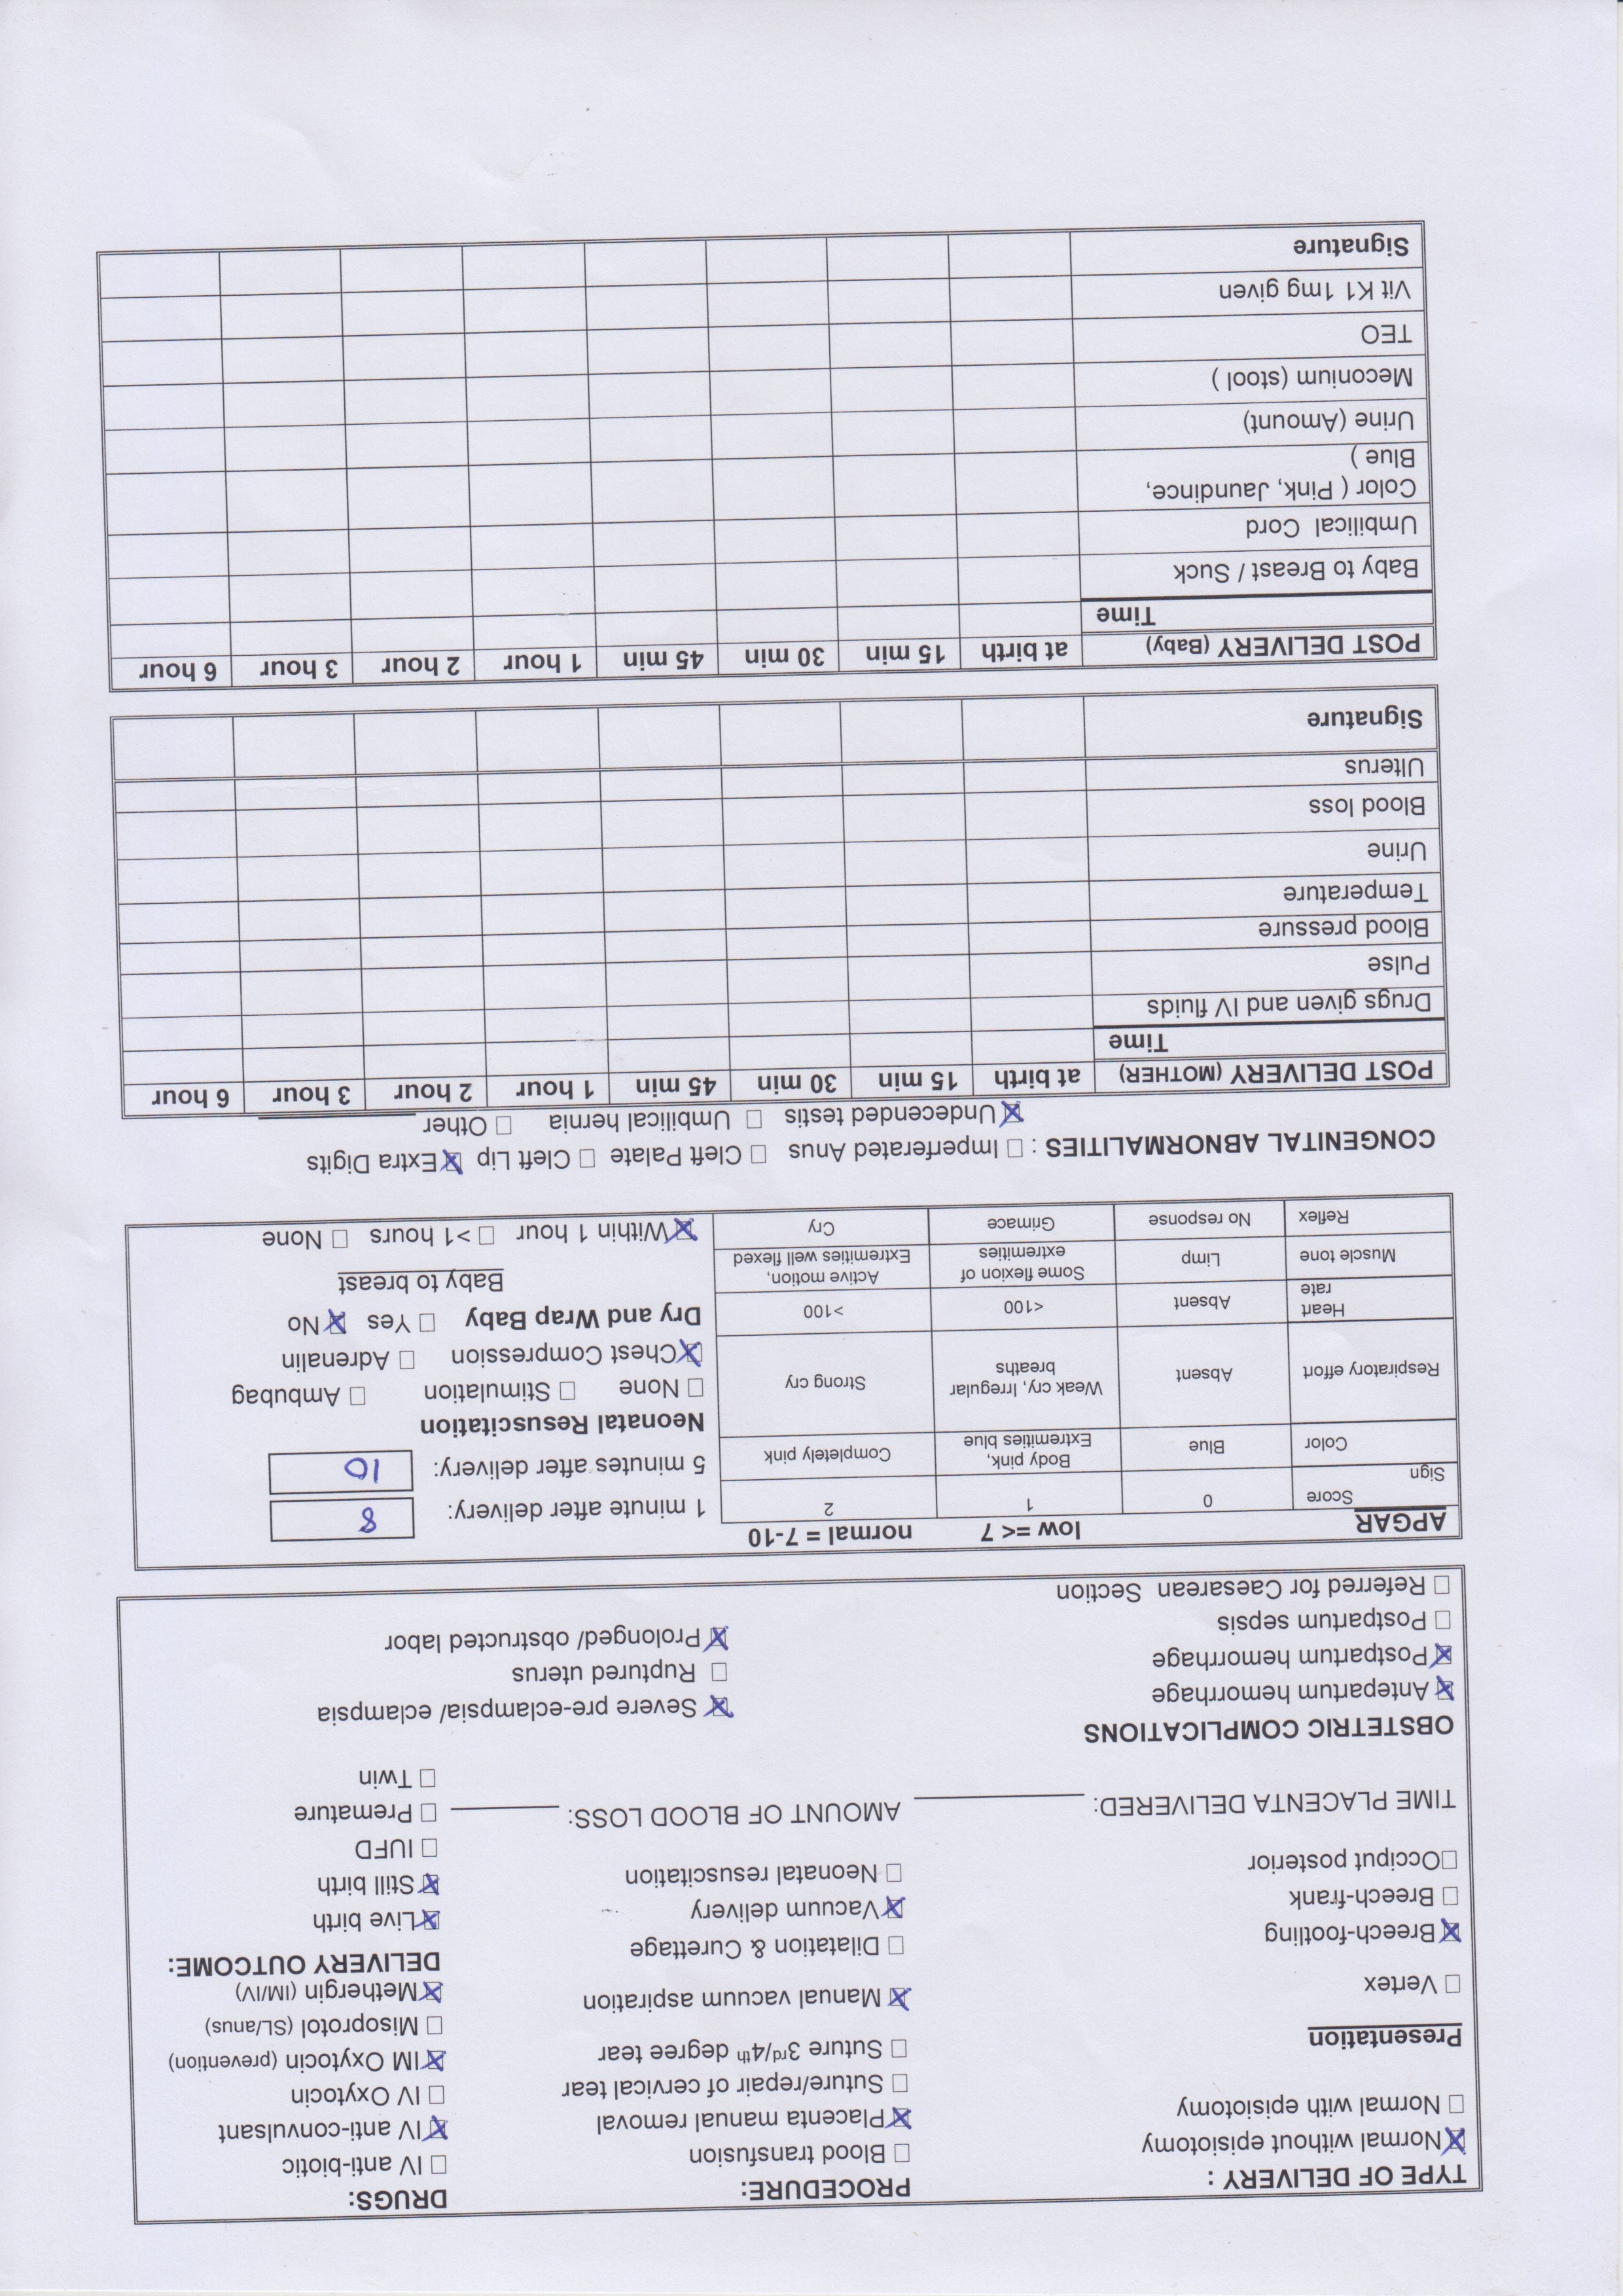 TYPE OF DELIVERY : PROCEDURE: DRUGS:
☒ Normal without episiotomy ☐ Blood transfusion ☐ IV anti-biotic
☐ Normal with episiotomy ☒ Placenta manual removal ☒ IV anti-convulsant
☐ Suture/repair of cervical tear ☐ IV Oxytocin
Presentation ☐ Suture 3rd/4th degree tear ☒ IM Oxytocin (prevention)
☐ Misoprotol (SL/anus)
☐ Vertex ☒ Manual vacuum aspiration ☒ Methergin (IM/IV)
☒ Breech-footling ☐ Dilatation & Curettage DELIVERY OUTCOME:
☐ Breech-frank ☒ Vacuum delivery ☒ Live birth
☐ Occiput posterior ☐ Neonatal resuscitation ☒ Still birth
☐ IUFD
TIME PLACENTA DELIVERED: AMOUNT OF BLOOD LOSS: ☐ Premature
☐ Twin
OBSTETRIC COMPLICATIONS
☒ Antepartum hemorrhage ☒ Severe pre-eclampsia/ eclampsia
☒ Postpartum hemorrhage ☐ Ruptured uterus
☐ Postpartum sepsis ☒ Prolonged/ obstructed labor
☐ Referred for Caesarean Section
APGAR low =< 7 normal = 7-10
Score 0 1 2
Sign
Color Blue Body pink, Extremities blue Completely pink
Respiratory effort Absent Weak cry, Irregular breaths Strong cry
Heart rate Absent <100 >100
Muscle tone Limp Some flexion of extremities Active motion, Extremities well flexed
Reflex No response Grimace Cry
1 minute after delivery: 8
5 minutes after delivery: 10
Neonatal Resuscitation
☐ None ☐ Stimulation ☐ Ambubag
☒ Chest Compression ☐ Adrenalin
Dry and Wrap Baby ☐ Yes ☒ No
Baby to breast
☒ Within 1 hour ☐ >1 hours ☐ None
CONGENITAL ABNORMALITIES : ☐ Imperferated Anus ☐ Cleft Palate ☐ Cleft Lip ☒ Extra Digits
☒ Undecended testis ☐ Umbilical hernia ☐ Other
POST DELIVERY (MOTHER) at birth 15 min 30 min 45 min 1 hour 2 hour 3 hour 6 hour
Time
Drugs given and IV fluids
Pulse
Blood pressure
Temperature
Urine
Blood loss
Ulterus
Signature
POST DELIVERY (Baby) at birth 15 min 30 min 45 min 1 hour 2 hour 3 hour 6 hour
Time
Baby to Breast / Suck
Umbilical Cord
Color ( Pink, Jaundince,
Blue )
Urine (Amount)
Meconium (stool )
TEO
Vit K1 1mg given
Signature